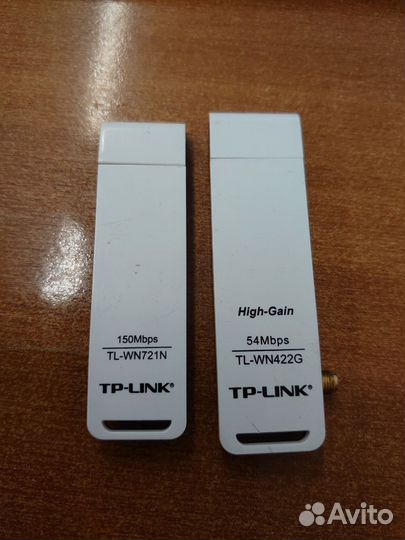 150Mbps
TL-WN721N
TP-LINK®
High-Gain
54Mbps
TL-WN422G
TP-LINK®
Avito